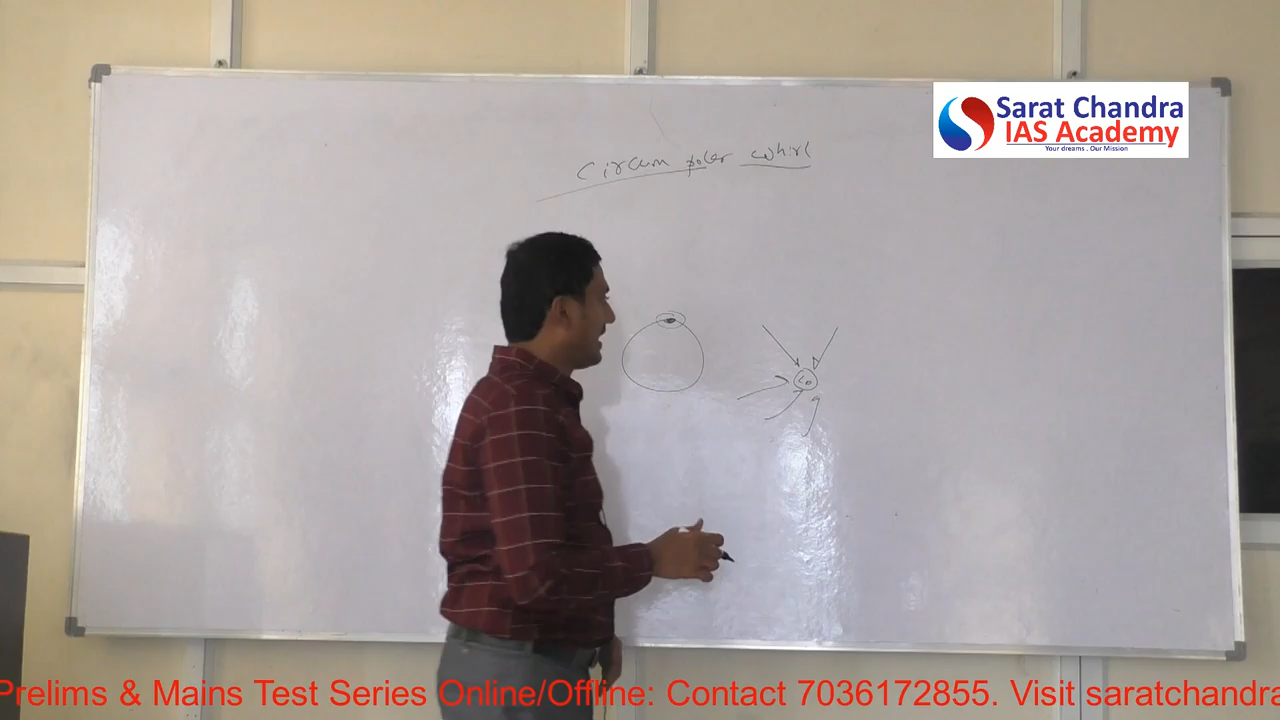 Sarat Chandra
IAS Academy
Your dreams . Our Mission
Circum poler whirl
Prelims & Mains Test Series Online/Offline: Contact 7036172855. Visit saratchandra